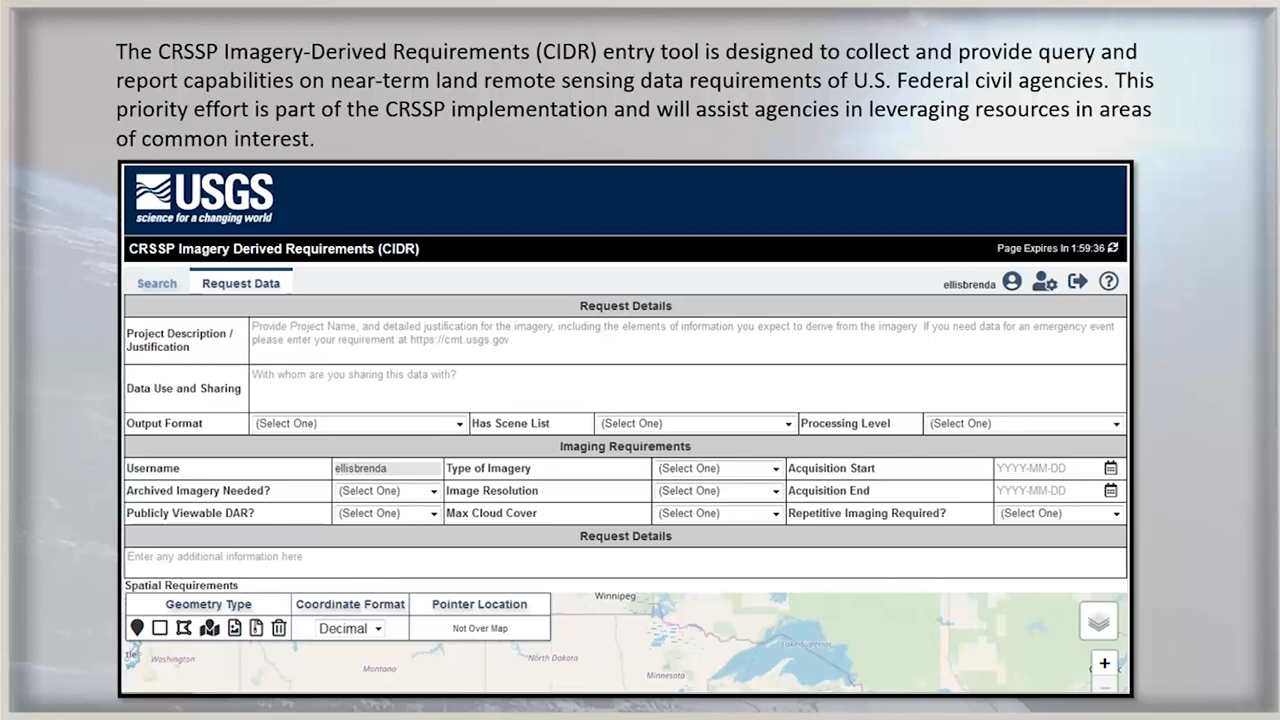 The CRSSP Imagery-Derived Requirements (CIDR) entry tool is designed to collect and provide query and
report capabilities on near-term land remote sensing data requirements of U.S. Federal civil agencies. This
priority effort is part of the CRSSP implementation and will assist agencies in leveraging resources in areas
of common interest.
USGS
science for a changing world
CRSSP Imagery Derived Requirements (CIDR) Page Expires In 1:59:36
Search Request Data ellisbrenda
Request Details
Project Description / Justification
Provide Project Name, and detailed justification for the imagery, including the elements of information you expect to derive from the imagery If you need data for an emergency event
please enter your requirement at https://cmt.usgs.gov
Data Use and Sharing
With whom are you sharing this data with?
Output Format (Select One) Has Scene List (Select One) Processing Level (Select One)
Imaging Requirements
Username ellisbrenda Type of Imagery (Select One) Acquisition Start YYYY-MM-DD
Archived Imagery Needed? (Select One) Image Resolution (Select One) Acquisition End YYYY-MM-DD
Publicly Viewable DAR? (Select One) Max Cloud Cover (Select One) Repetitive Imaging Required? (Select One)
Request Details
Enter any additional information here
Spatial Requirements
Geometry Type Coordinate Format Pointer Location
Decimal Not Over Map
Winnipeg
Lake Superior
Washington
Montana
North Dakota
Minnesota